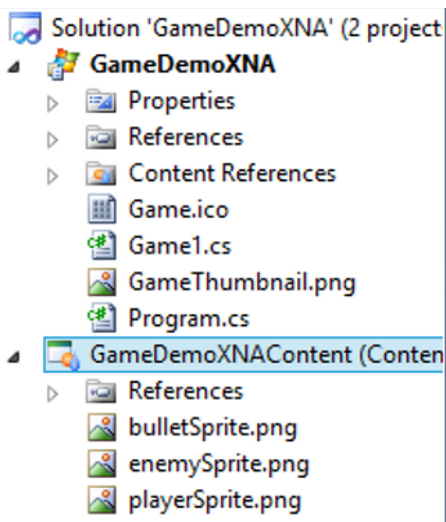 Solution 'GameDemoXNA' (2 project
GameDemoXNA
Properties
References
Content References
Game.ico
Game1.cs
GameThumbnail.png
Program.cs
GameDemoXNAContent (Conten
References
bulletSprite.png
enemySprite.png
playerSprite.png